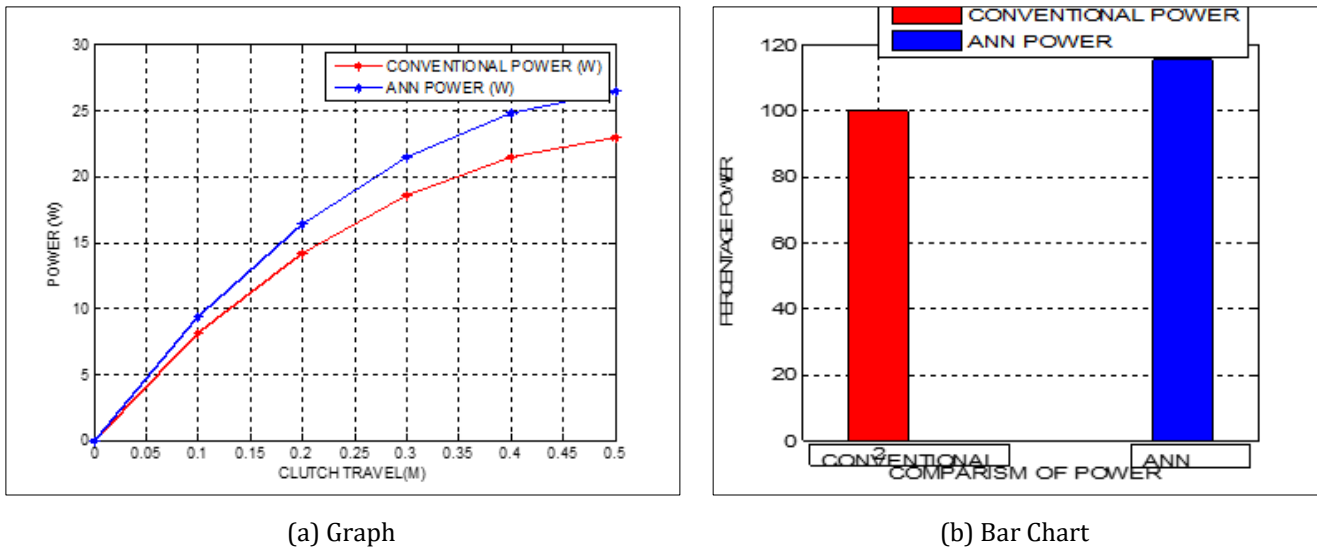 30
25
20
15
10
5
0
POWER (W)
CONVENTIONAL POWER (W)
ANN POWER (W)
0 0.05 0.1 0.15 0.2 0.25 0.3 0.35 0.4 0.45 0.5
CLUTCH TRAVEL(M)
(a) Graph
CONVENTIONAL POWER
ANN POWER
120
100
80
60
40
20
0
PERCENTAGE POWER
2
CONVENTIONAL ANN
COMPARISM OF POWER
(b) Bar Chart